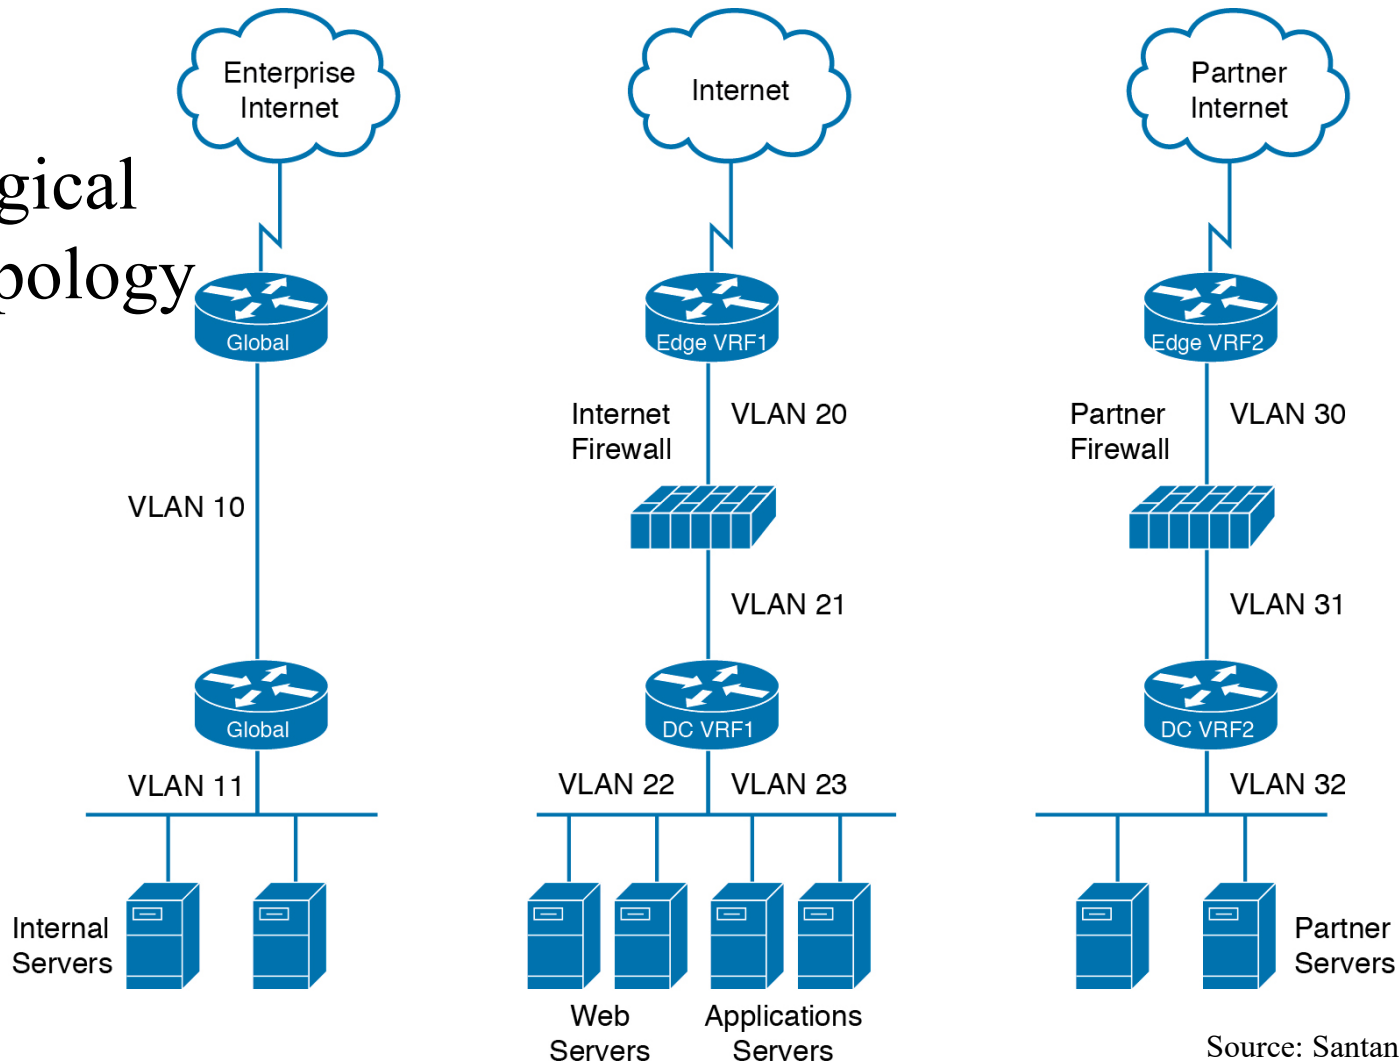 Enterprise
Internet
Internet
Partner
Internet
gical
pology
Global
Edge VRF1
Edge VRF2
Internet
Firewall
VLAN 20
Partner
Firewall
VLAN 30
VLAN 10
VLAN 21
VLAN 31
Global
DC VRF1
DC VRF2
VLAN 11
VLAN 22
VLAN 23
VLAN 32
Internal
Servers
Partner
Servers
Web
Servers
Applications
Servers
Source: Santan